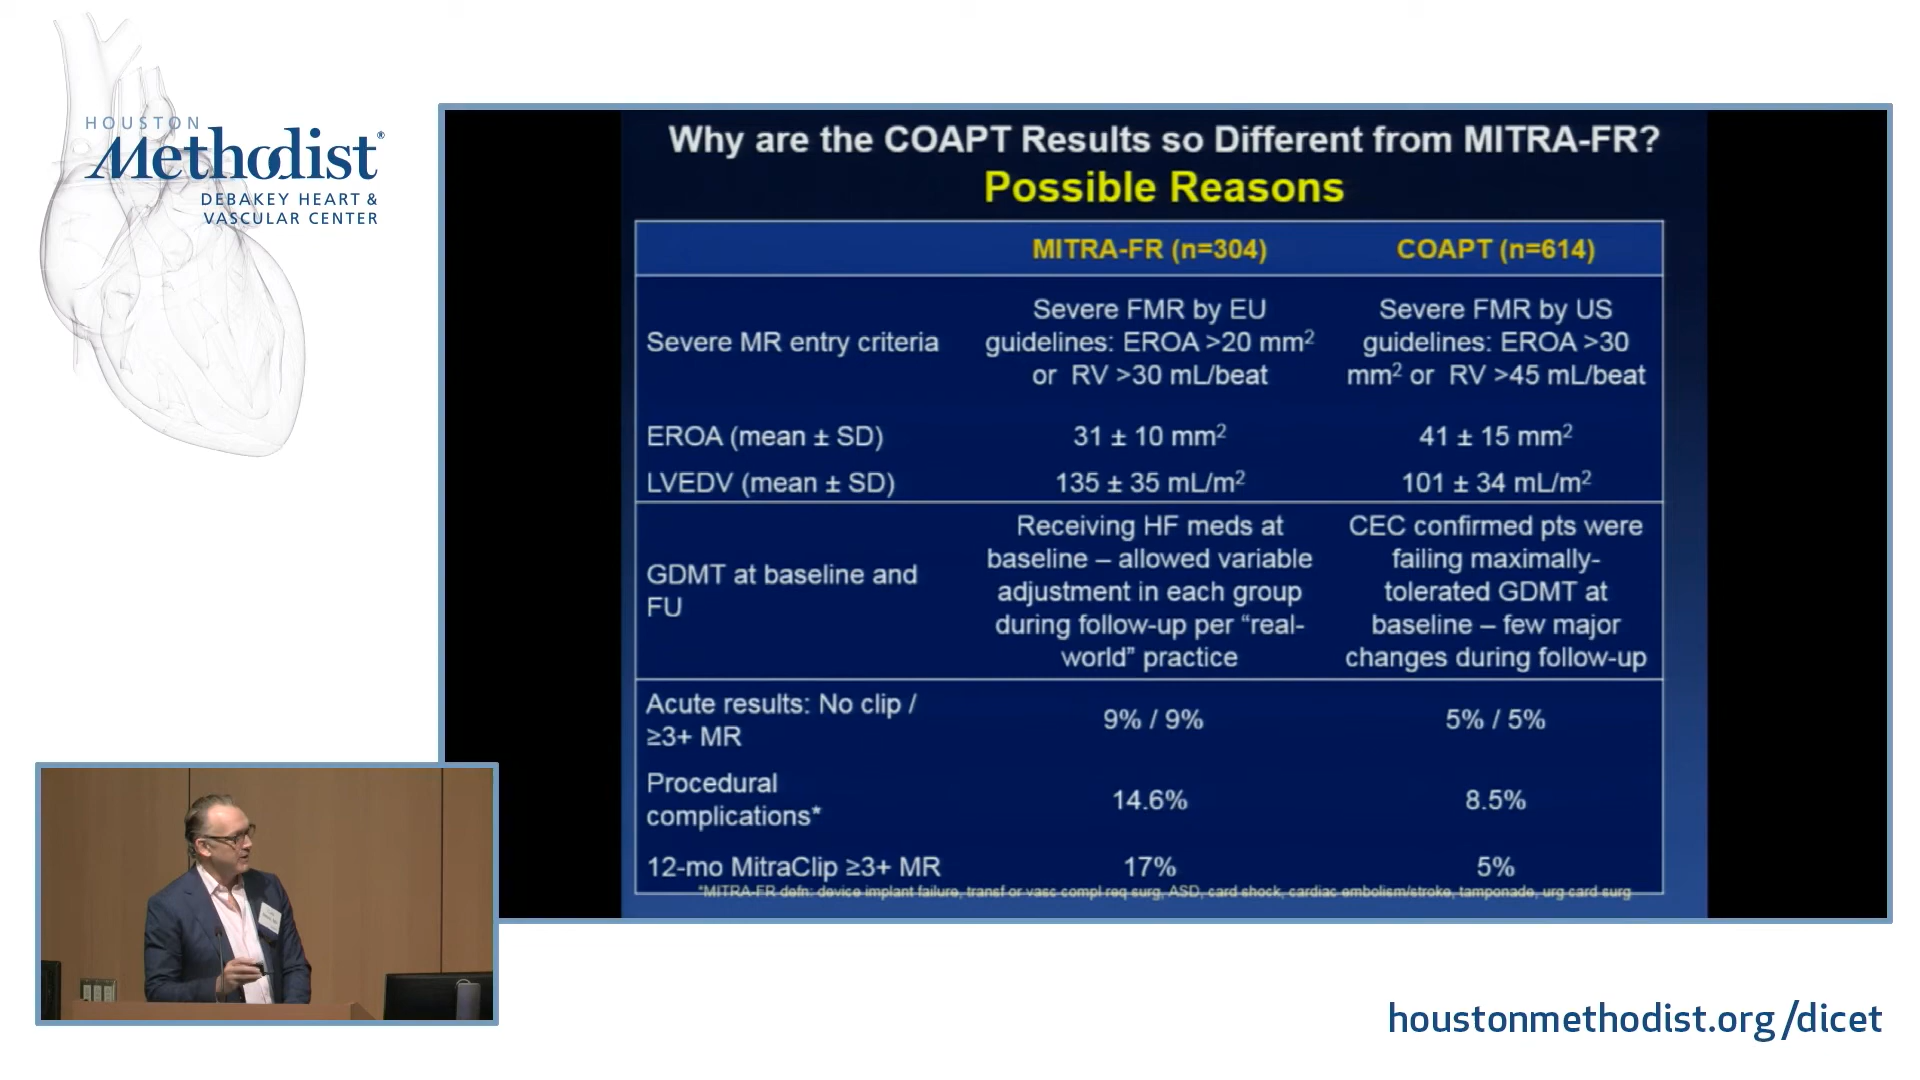 HOUSTON
Methodist®
DEBAKEY HEART &
VASCULAR CENTER
Why are the COAPT Results so Different from MITRA-FR?
Possible Reasons
MITRA-FR (n=304) COAPT (n=614)
Severe MR entry criteria
Severe FMR by EU
guidelines: EROA >20 mm²
or RV >30 mL/beat
Severe FMR by US
guidelines: EROA >30
mm² or RV >45 mL/beat
EROA (mean ± SD) 31 ± 10 mm² 41 ± 15 mm²
LVEDV (mean ± SD) 135 ± 35 mL/m² 101 ± 34 mL/m²
GDMT at baseline and
FU
Receiving HF meds at
baseline – allowed variable
adjustment in each group
during follow-up per “real-
world” practice
CEC confirmed pts were
failing maximally-
tolerated GDMT at
baseline – few major
changes during follow-up
Acute results: No clip /
≥3+ MR
9% / 9% 5% / 5%
Procedural
complications*
14.6% 8.5%
12-mo MitraClip ≥3+ MR 17% 5%
*MITRA-FR defn: device implant failure, transf or vasc compl req surg, ASD, card shock, cardiac embolism/stroke, tamponade, urg card surg
houstonmethodist.org/dicet